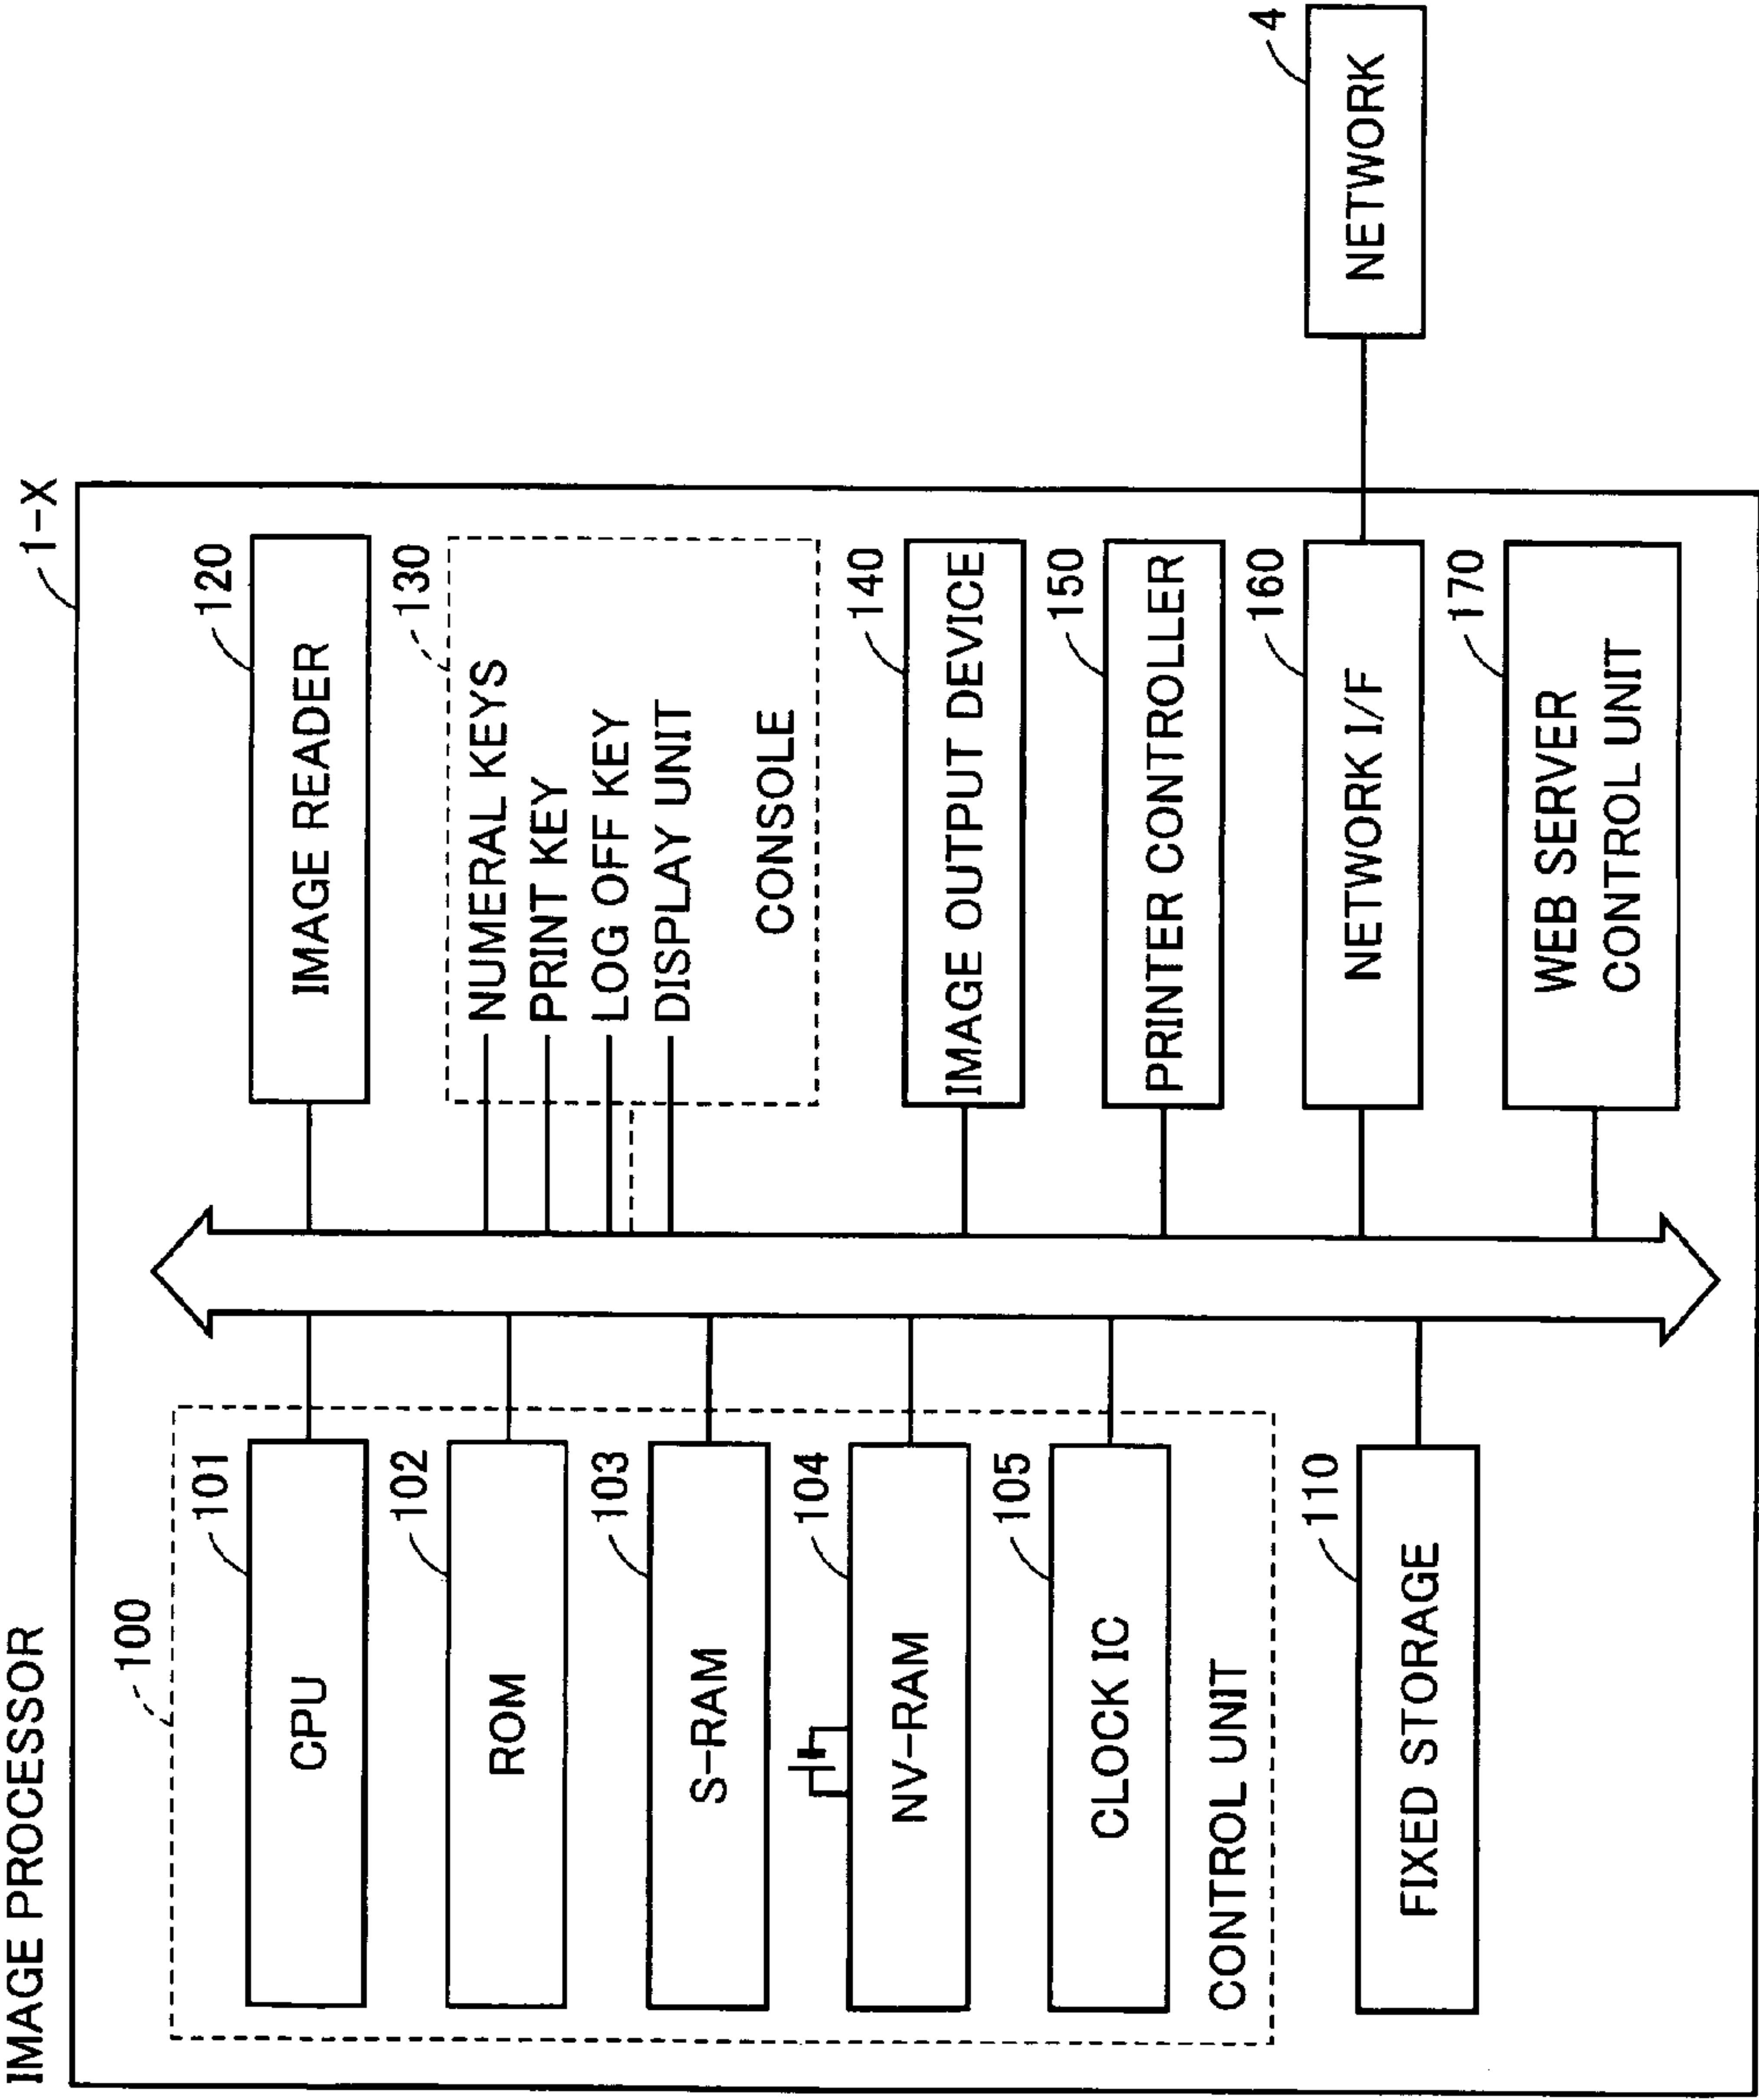 IMAGE PROCESSOR
1-X
100
101
CPU
102
ROM
103
S-RAM
104
NV-RAM
105
CLOCK IC
CONTROL UNIT
110
FIXED STORAGE
120
IMAGE READER
130
NUMERAL KEYS
PRINT KEY
LOG OFF KEY
DISPLAY UNIT
CONSOLE
140
IMAGE OUTPUT DEVICE
150
PRINTER CONTROLLER
160
NETWORK I/F
170
WEB SERVER
CONTROL UNIT
4
NETWORK